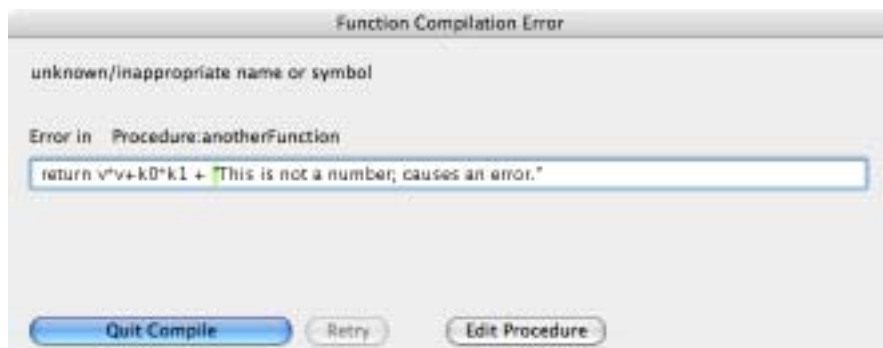 Function Compilation Error
unknown/inappropriate name or symbol
Error in Procedure:anotherFunction
return v*v+k0*k1 + "This is not a number; causes an error."
Quit Compile Retry Edit Procedure